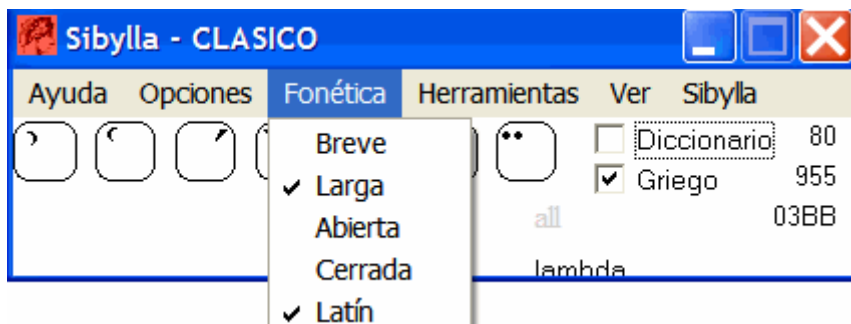 Sibylla - CLASICO
Ayuda Opciones Fonética Herramientas Ver Sibylla
Breve
Diccionario 80
Larga
Griego 955
Abierta
all 03BB
Cerrada
lambda
Latín